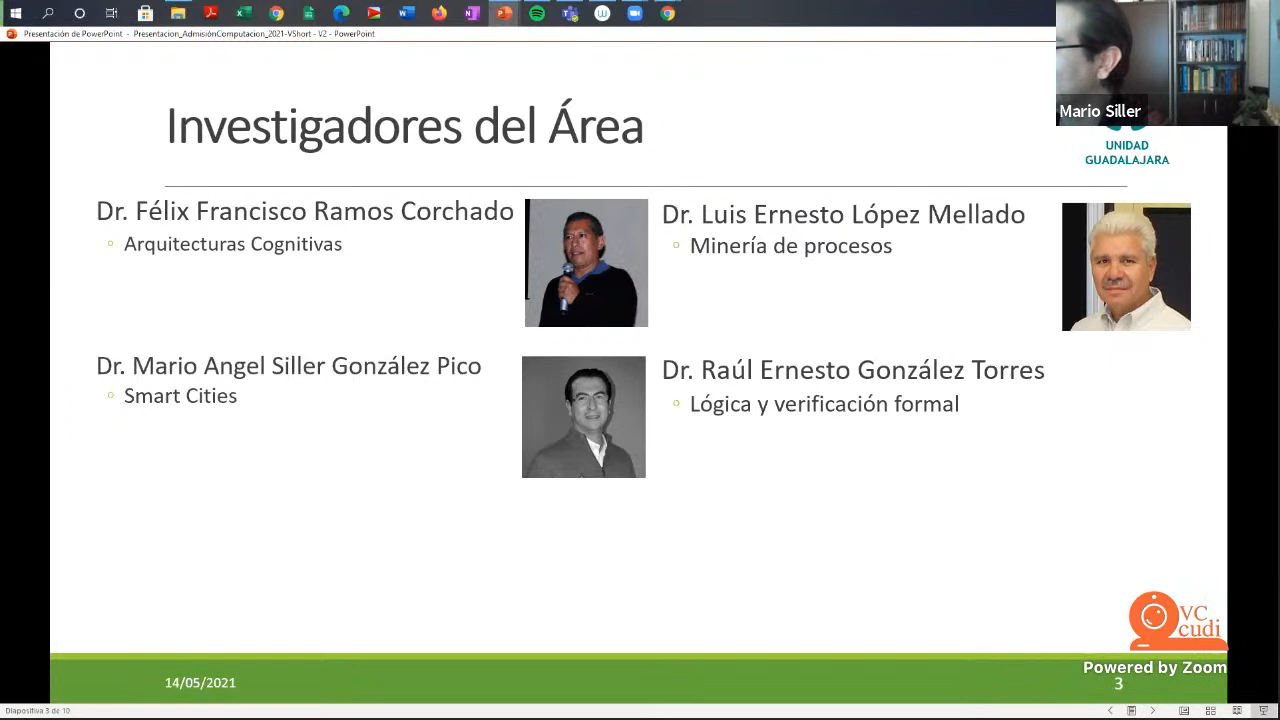 Presentación de PowerPoint - Presentacion_AdmisiónComputacion_2021-VShort - V2 - PowerPoint
Mario Siller
UNIDAD
GUADALAJARA
Investigadores del Área
Dr. Félix Francisco Ramos Corchado
Arquitecturas Cognitivas
Dr. Luis Ernesto López Mellado
Minería de procesos
Dr. Mario Angel Siller González Pico
Smart Cities
Dr. Raúl Ernesto González Torres
Lógica y verificación formal
VC
cudi
Powered by Zoom
14/05/2021
3
Diapositiva 3 de 10